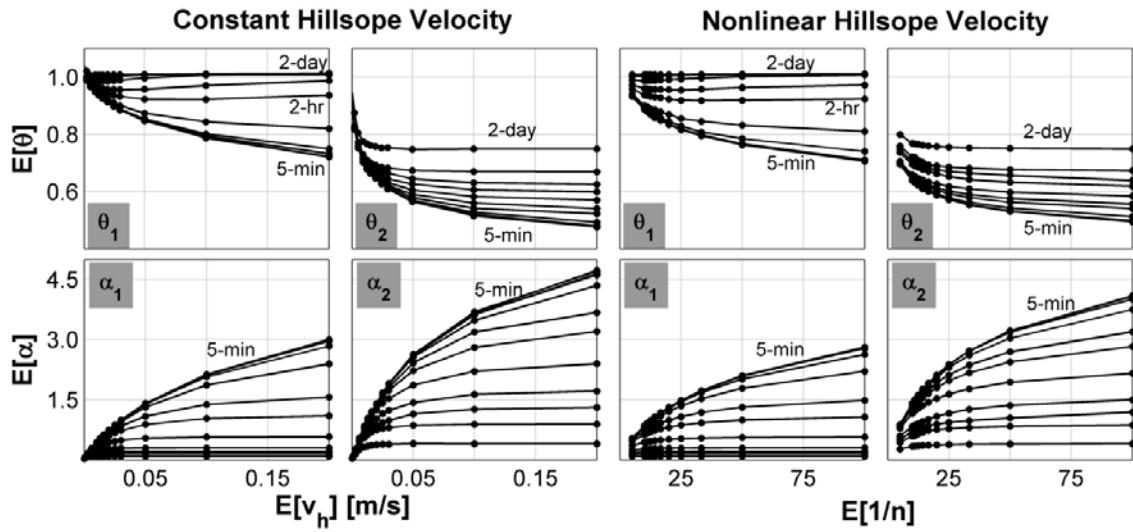 Constant Hillsope Velocity
Nonlinear Hillsope Velocity
E[θ]
1.0
0.8
0.6
2-day
2-hr
5-min
θ1
2-day
5-min
θ2
2-day
2-hr
5-min
θ1
2-day
5-min
θ2
E[α]
4.5
3.0
1.5
α1
5-min
α2
5-min
α1
5-min
α2
5-min
0.05
0.15
0.05
0.15
25
75
25
75
E[vh] [m/s]
E[1/n]